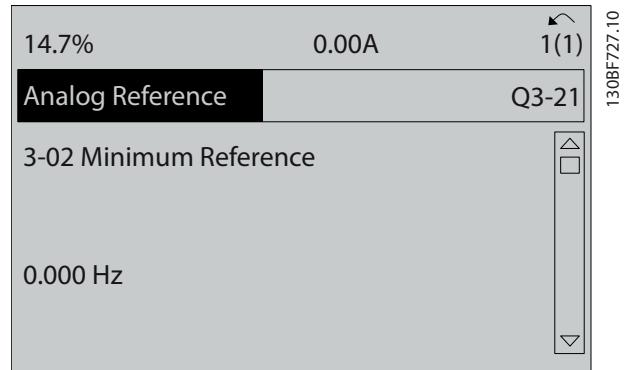 14.7% 0.00A 1(1)
Analog Reference Q3-21
3-02 Minimum Reference
0.000 Hz
130BF727.10